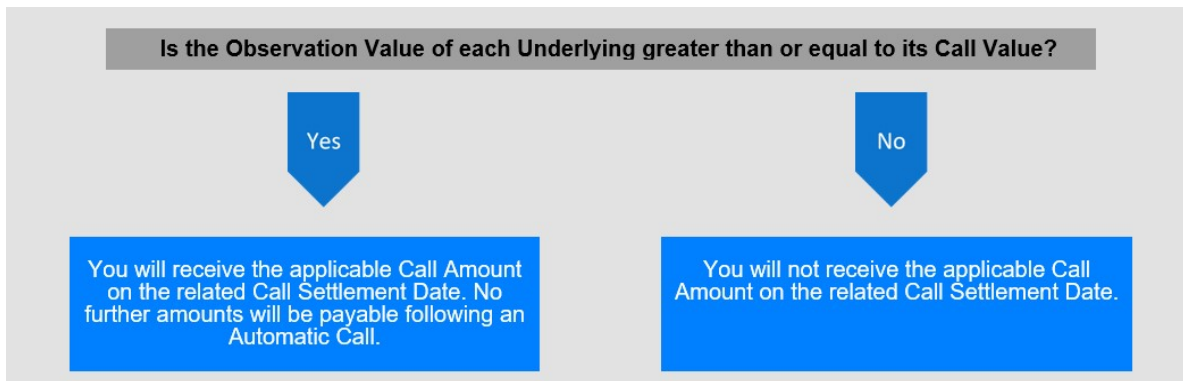 Is the Observation Value of each Underlying greater than or equal to its Call Value?
Yes
No
You will receive the applicable Call Amount
on the related Call Settlement Date. No
further amounts will be payable following an
Automatic Call.
You will not receive the applicable Call
Amount on the related Call Settlement Date.